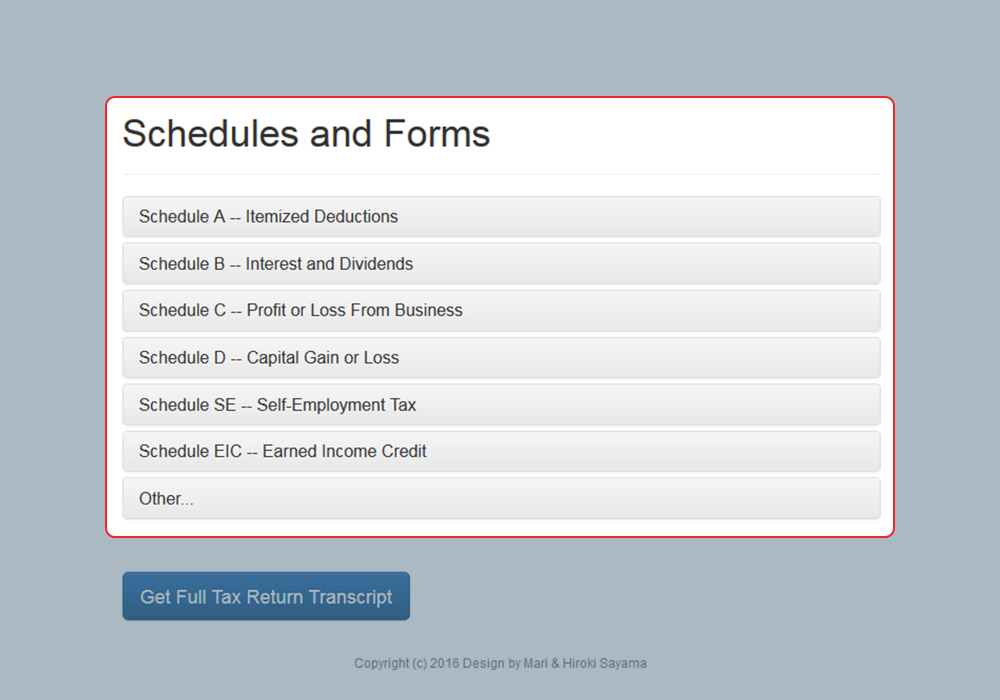 Schedules and Forms
Schedule A -- Itemized Deductions
Schedule B -- Interest and Dividends
Schedule C -- Profit or Loss From Business
Schedule D -- Capital Gain or Loss
Schedule SE -- Self-Employment Tax
Schedule EIC -- Earned Income Credit
Other...
Get Full Tax Return Transcript
Copyright (c) 2016 Design by Mari & Hiroki Sayama